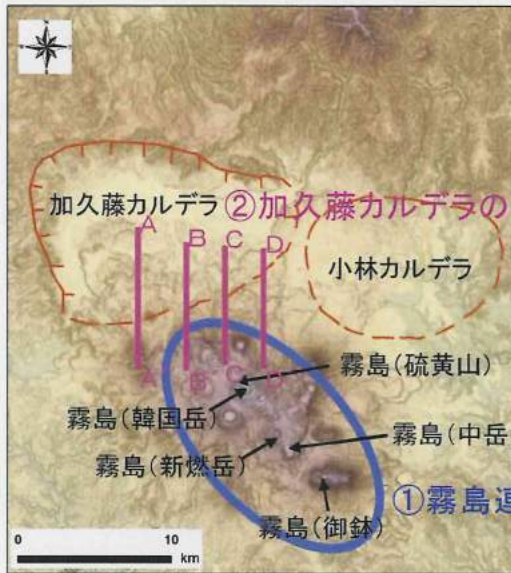 加久藤カルデラ
②加久藤カルデラの
A
B
C
D
小林カルデラ
A
B
C
D
霧島(硫黄山)
霧島(韓国岳)
霧島(中岳
霧島(新燃岳)
①霧島連
霧島(御鉢)
0 10
km